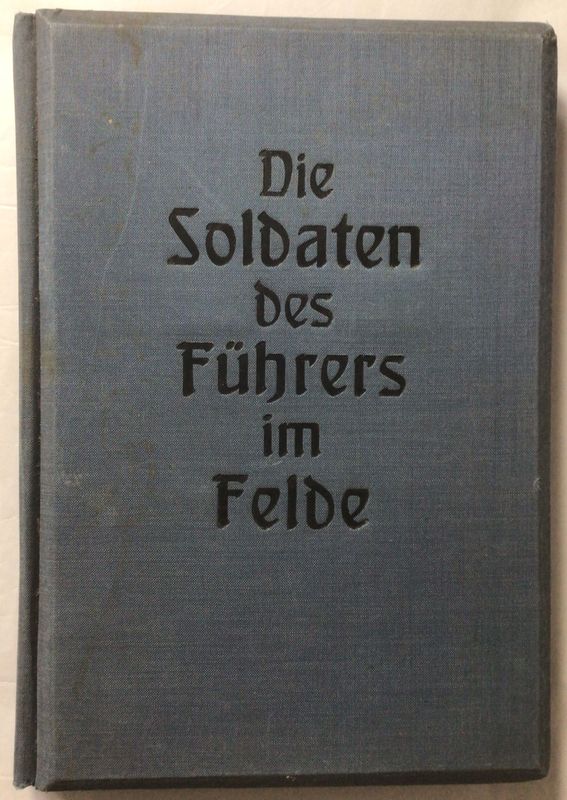 Die
Soldaten
des
Führers
im
Felde